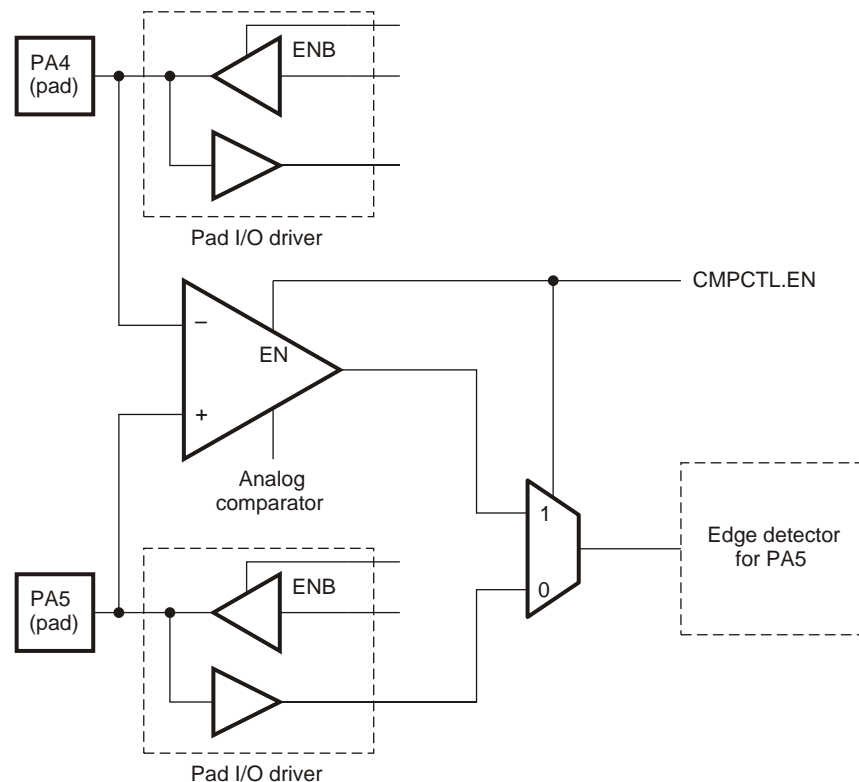 PA4
(pad)
ENB
Pad I/O driver
CMPCTL.EN
−
EN
+
Analog
comparator
1
Edge detector
for PA5
0
PA5
(pad)
ENB
Pad I/O driver